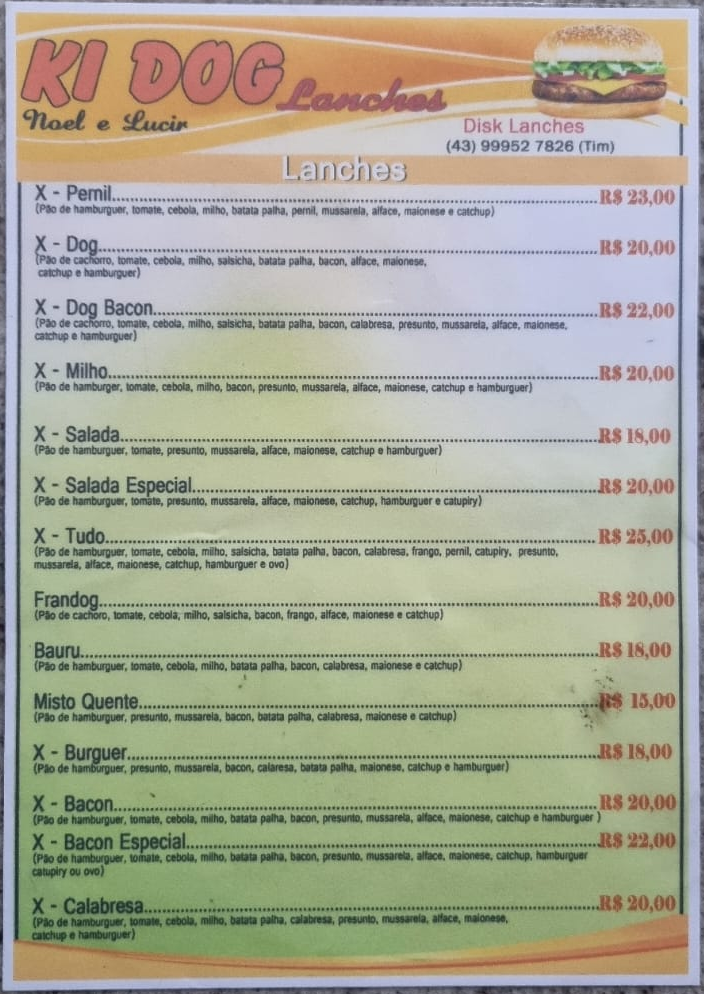 KI DOG
Lanches
Noel e Lucir
Disk Lanches
(43) 99952 7826 (Tim)
Lanches
X - Pernil R$ 23,00
(Pão de hamburguer, tomate, cebola, milho, batata palha, pernil, mussarela, alface, maionese e catchup)
X - Dog R$ 20,00
(Pão de cachorro, tomate, cebola, milho, salsicha, batata palha, bacon, alface, maionese,
catchup e hamburguer)
X - Dog Bacon R$ 22,00
(Pão de cachorro, tomate, cebola, milho, salsicha, batata palha, bacon, calabresa, presunto, mussarela, alface, maionese,
catchup e hamburguer)
X - Milho R$ 20,00
(Pão de hamburger, tomate, cebola, milho, bacon, presunto, mussarela, alface, maionese, catchup e hamburguer)
X - Salada R$ 18,00
(Pão de hamburguer, tomate, presunto, mussarela, alface, maionese, catchup e hamburguer)
X - Salada Especial R$ 20,00
(Pão de hamburguer, tomate, presunto, mussarela, alface, maionese, catchup, hamburguer e catupiry)
X - Tudo R$ 25,00
(Pão de hamburguer, tomate, cebola, milho, salsicha, batata palha, bacon, calabresa, frango, pernil, catupiry, presunto,
mussarela, alface, maionese, catchup, hamburguer e ovo)
Frandog R$ 20,00
(Pão de cachoro, tomate, cebola, milho, salsicha, bacon, frango, alface, maionese e catchup)
Bauru R$ 18,00
(Pão de hamburguer, tomate, cebola, milho, batata palha, bacon, calabresa, maionese e catchup)
Misto Quente R$ 15,00
(Pão de hamburguer, presunto, mussarela, bacon, batata palha, calabresa, maionese e catchup)
X - Burguer R$ 18,00
(Pão de hamburguer, presunto, mussarela, bacon, calaresa, batata palha, maionese, catchup e hamburguer)
X - Bacon R$ 20,00
(Pão de hamburguer, tomate, cebola, milho, batata palha, bacon, presunto, mussarela, alface, maionese, catchup e hamburguer )
X - Bacon Especial R$ 22,00
(Pão de hamburguer, tomate, cebola, milho, batata palha, bacon, presunto, mussarela, alface, maionese, catchup, hamburguer
catupiry ou ovo)
X - Calabresa R$ 20,00
(Pão de hamburguer, tomate, cebola, milho, batata palha, calabresa, presunto, mussarela, alface, maionese,
catchup e hamburguer)